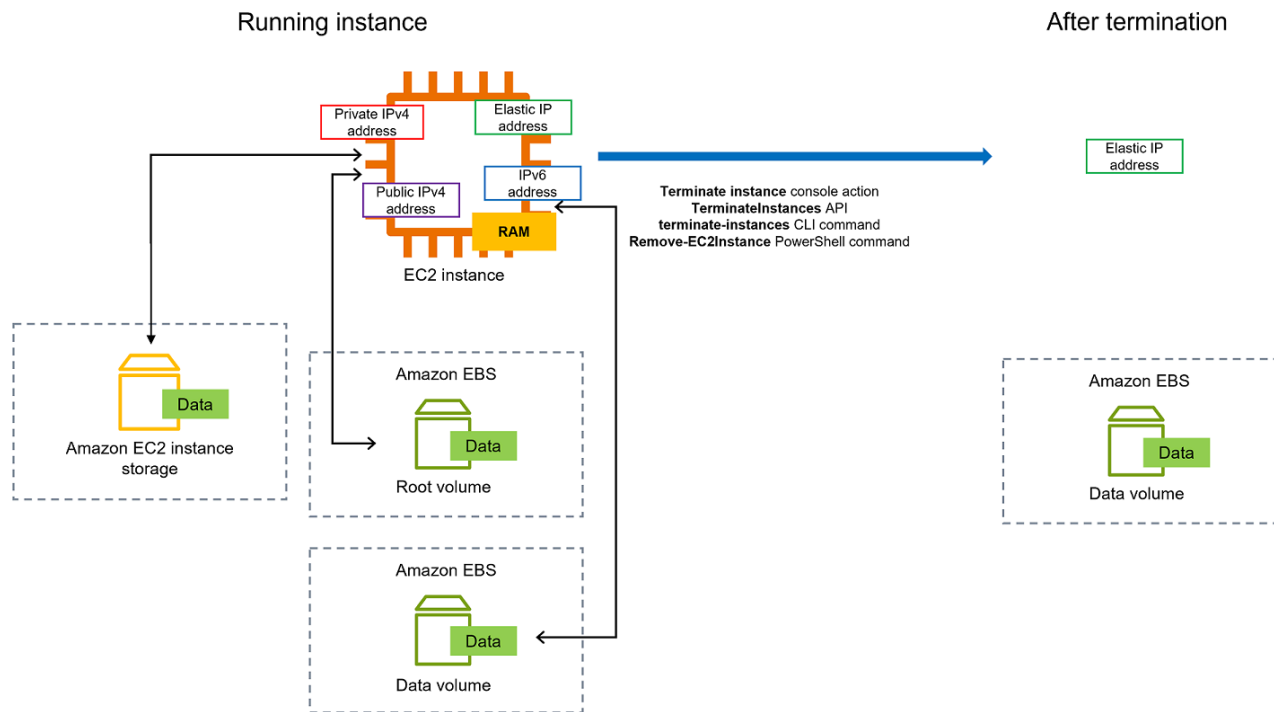 Running instance
After termination
Private IPv4
address
Elastic IP
address
Elastic IP
address
Public IPv4
address
IPv6
address
RAM
EC2 instance
Terminate instance console action
TerminateInstances API
terminate-instances CLI command
Remove-EC2Instance PowerShell command
Data
Amazon EC2 instance
storage
Amazon EBS
Data
Root volume
Amazon EBS
Data
Data volume
Amazon EBS
Data
Data volume